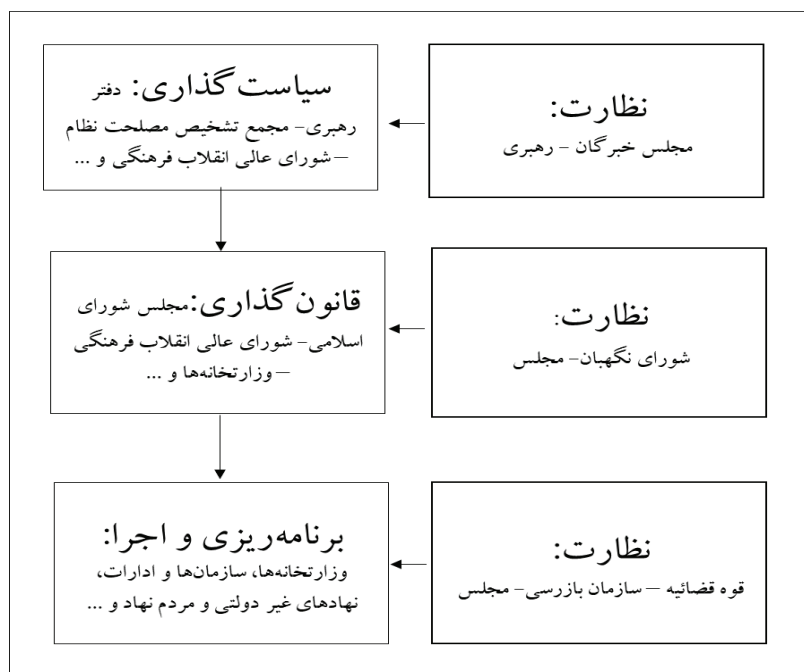 نظارت:
مجلس خبرگان – رهبری
سیاست‌گذاری: دفتر
رهبری– مجمع تشخیص مصلحت نظام
–شورای عالی انقلاب فرهنگی و ...
نظارت:
شورای نگهبان– مجلس
قانون‌گذاری:مجلس شورای
اسلامی– شورای عالی انقلاب فرهنگی
–وزارتخانه‌ها و ...
نظارت:
قوه قضائیه – سازمان بازرسی– مجلس
برنامه‌ریزی و اجرا:
وزارتخانه‌ها، سازمان‌ها و ادارات،
نهادهای غیر دولتی و مردم نهاد و ...